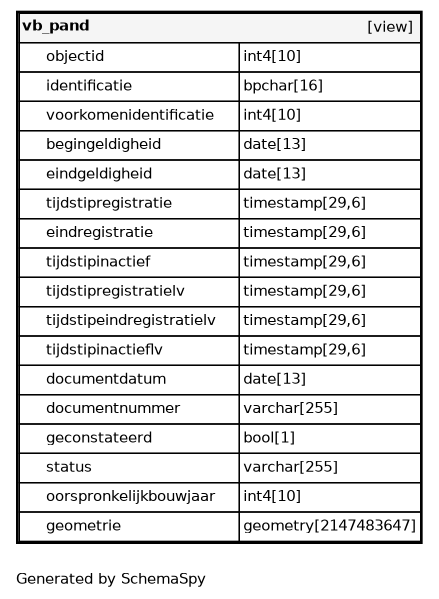 vb_pand [view]
objectid int4[10]
identificatie bpchar[16]
voorkomenidentificatie int4[10]
begingeldigheid date[13]
eindgeldigheid date[13]
tijdstipregistratie timestamp[29,6]
eindregistratie timestamp[29,6]
tijdstipinactief timestamp[29,6]
tijdstipregistratielv timestamp[29,6]
tijdstipeindregistratielv timestamp[29,6]
tijdstipinactieflv timestamp[29,6]
documentdatum date[13]
documentnummer varchar[255]
geconstateerd bool[1]
status varchar[255]
oorspronkelijkbouwjaar int4[10]
geometrie geometry[2147483647]
Generated by SchemaSpy